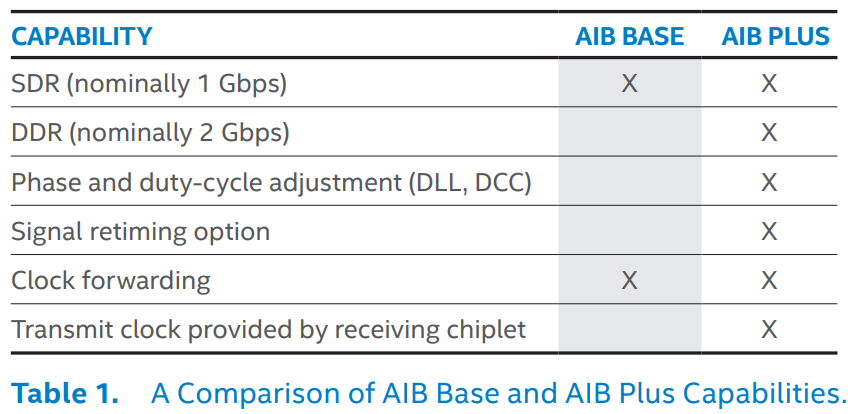 CAPABILITY AIB BASE AIB PLUS
SDR (nominally 1 Gbps) X X
DDR (nominally 2 Gbps) X
Phase and duty-cycle adjustment (DLL, DCC) X
Signal retiming option X
Clock forwarding X X
Transmit clock provided by receiving chiplet X
Table 1. A Comparison of AIB Base and AIB Plus Capabilities.